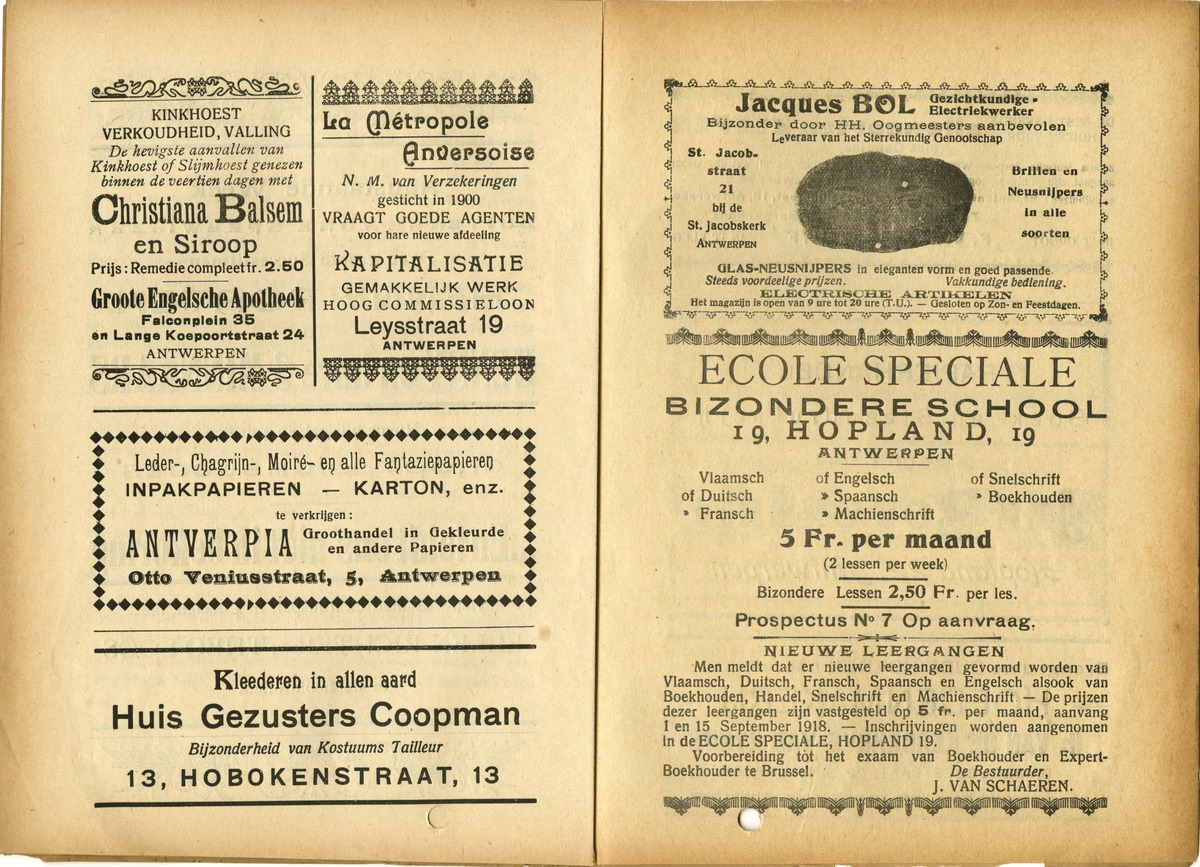 KINKHOEST
VERKOUDHEID, VALLING
De hevigste aanvallen van
Kinkhoest of Slijmhoest genezen
binnen de veertien dagen met
Christiana Balsem
en Siroop
Prijs: Remedie compleet fr. 2.50
Groote Engelsche Apotheek
Falconplein 35
en Lange Koepoortstraat 24
ANTWERPEN
La Métropole
Anversoise
N. M. van Verzekeringen
gesticht in 1900
VRAAGT GOEDE AGENTEN
voor hare nieuwe afdeeling
KAPITALISATIE
GEMAKKELIJK WERK
HOOG COMMISSIELOON
Leysstraat 19
ANTWERPEN
Leder-, Chagrijn-, Moiré- en alle Fantaziepapieren
INPAKPAPIEREN — KARTON, enz.
te verkrijgen:
ANTVERPIA Groothandel in Gekleurde
en andere Papieren
Otto Veniusstraat, 5, Antwerpen
Kleederen in allen aard
Huis Gezusters Coopman
Bijzonderheid van Kostuums Tailleur
13, HOBOKENSTRAAT, 13
Jacques BOL Gezichtkundige-
Electriekwerker
Bijzonder door HH. Oogmeesters aanbevolen
Leveraar van het Sterrekundig Genootschap
St. Jacob-
straat
21
bij de
St. Jacobskerk
ANTWERPEN
Brillen en
Neusnijpers
in alle
soorten
GLAS-NEUSNIJPERS in eleganten vorm en goed passende.
Steeds voordeelige prijzen. Vakkundige bediening.
ELECTRISCHE ARTIKELEN
Het magazijn is open van 9 ure tot 20 ure (T.U.). — Gesloten op Zon- en Feestdagen.
ECOLE SPECIALE
BIZONDERE SCHOOL
19, HOPLAND, 19
ANTWERPEN
Vlaamsch of Engelsch of Snelschrift
of Duitsch » Spaansch » Boekhouden
» Fransch » Machienschrift
5 Fr. per maand
(2 lessen per week)
Bizondere Lessen 2,50 Fr. per les.
Prospectus No 7 Op aanvraag.
NIEUWE LEERGANGEN
Men meldt dat er nieuwe leergangen gevormd worden van
Vlaamsch, Duitsch, Fransch, Spaansch en Engelsch alsook van
Boekhouden, Handel, Snelschrift en Machienschrift — De prijzen
dezer leergangen zijn vastgesteld op 5 fr. per maand, aanvang
1 en 15 September 1918. — Inschrijvingen worden aangenomen
in de ECOLE SPECIALE, HOPLAND 19.
Voorbereiding tot het exaam van Boekhouder en Expert-
Boekhouder te Brussel. De Bestuurder,
J. VAN SCHAEREN.